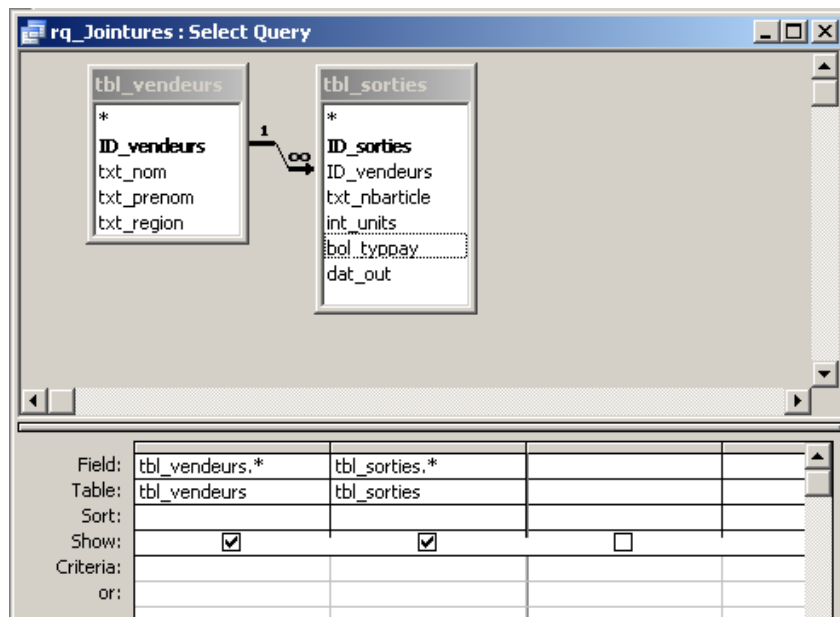 rq_Jointures : Select Query
tbl_vendeurs
*
ID_vendeurs
txt_nom
txt_prenom
txt_region
1
∞
tbl_sorties
*
ID_sorties
ID_vendeurs
txt_nbarticle
int_units
bol_typpay
dat_out
Field: tbl_vendeurs.* tbl_sorties.*
Table: tbl_vendeurs tbl_sorties
Sort:
Show:
Criteria:
or: